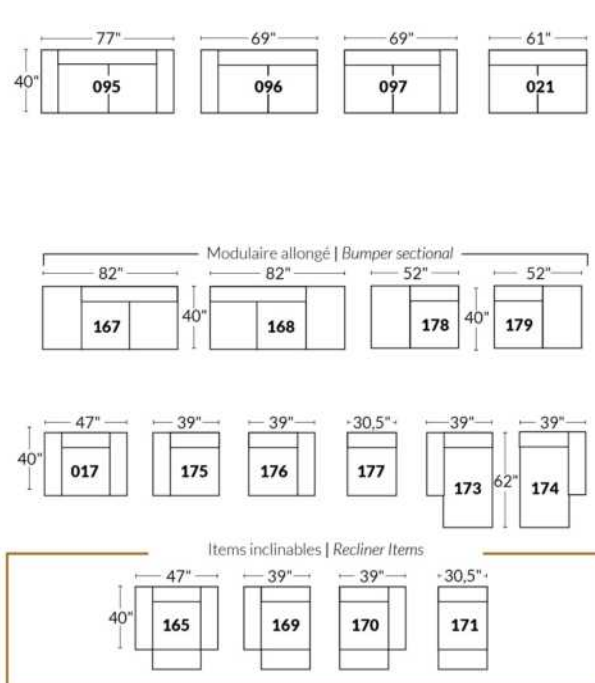 77" 69" 69" 61"
40"
095 096 097 021
Modulaire allongé | Bumper sectional
82" 82" 52" 52"
167 40" 168 178 40" 179
47" 39" 39" 30,5" 39" 39"
40"
017 175 176 177 173 62" 174
Items inclinables | Recliner Items
47" 39" 39" 30,5"
40" 165 169 170 171